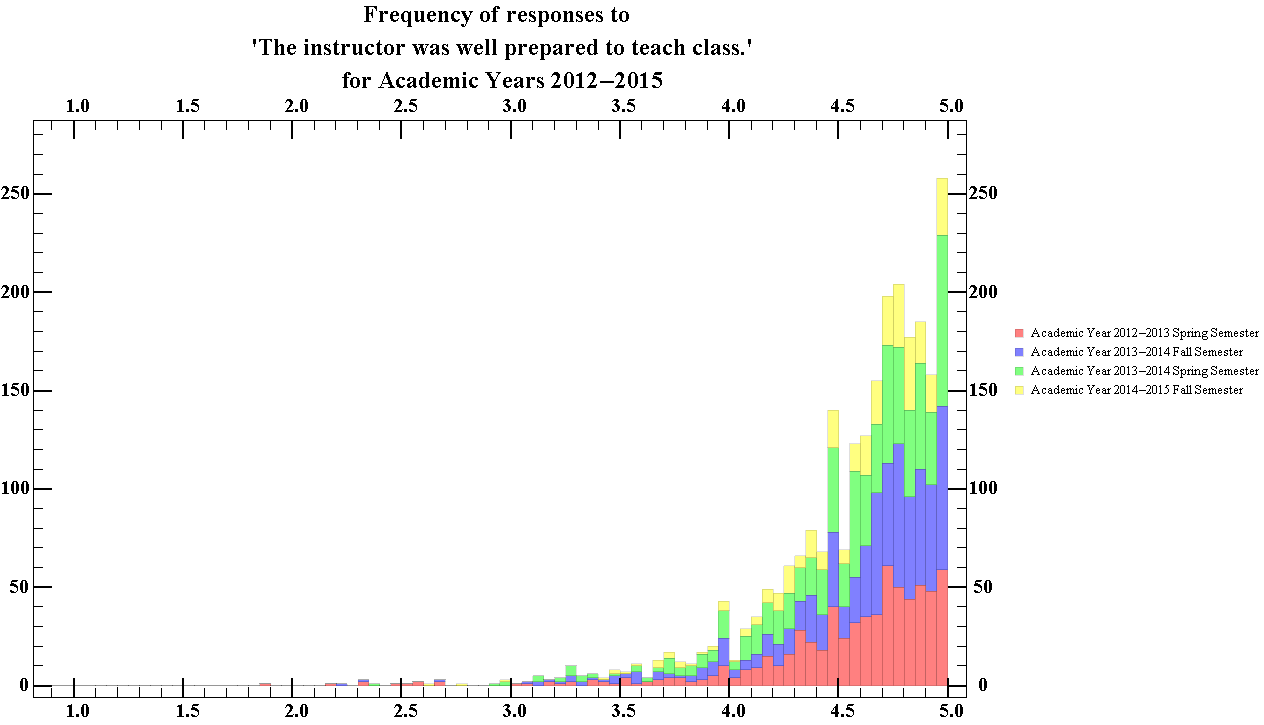 Frequency of responses to
'The instructor was well prepared to teach class.'
for Academic Years 2012–2015
1.0 1.5 2.0 2.5 3.0 3.5 4.0 4.5 5.0
250 250
200 200
Academic Year 2012–2013 Spring Semester
Academic Year 2013–2014 Fall Semester
Academic Year 2013–2014 Spring Semester
Academic Year 2014–2015 Fall Semester
150 150
100 100
50 50
0 0
1.0 1.5 2.0 2.5 3.0 3.5 4.0 4.5 5.0